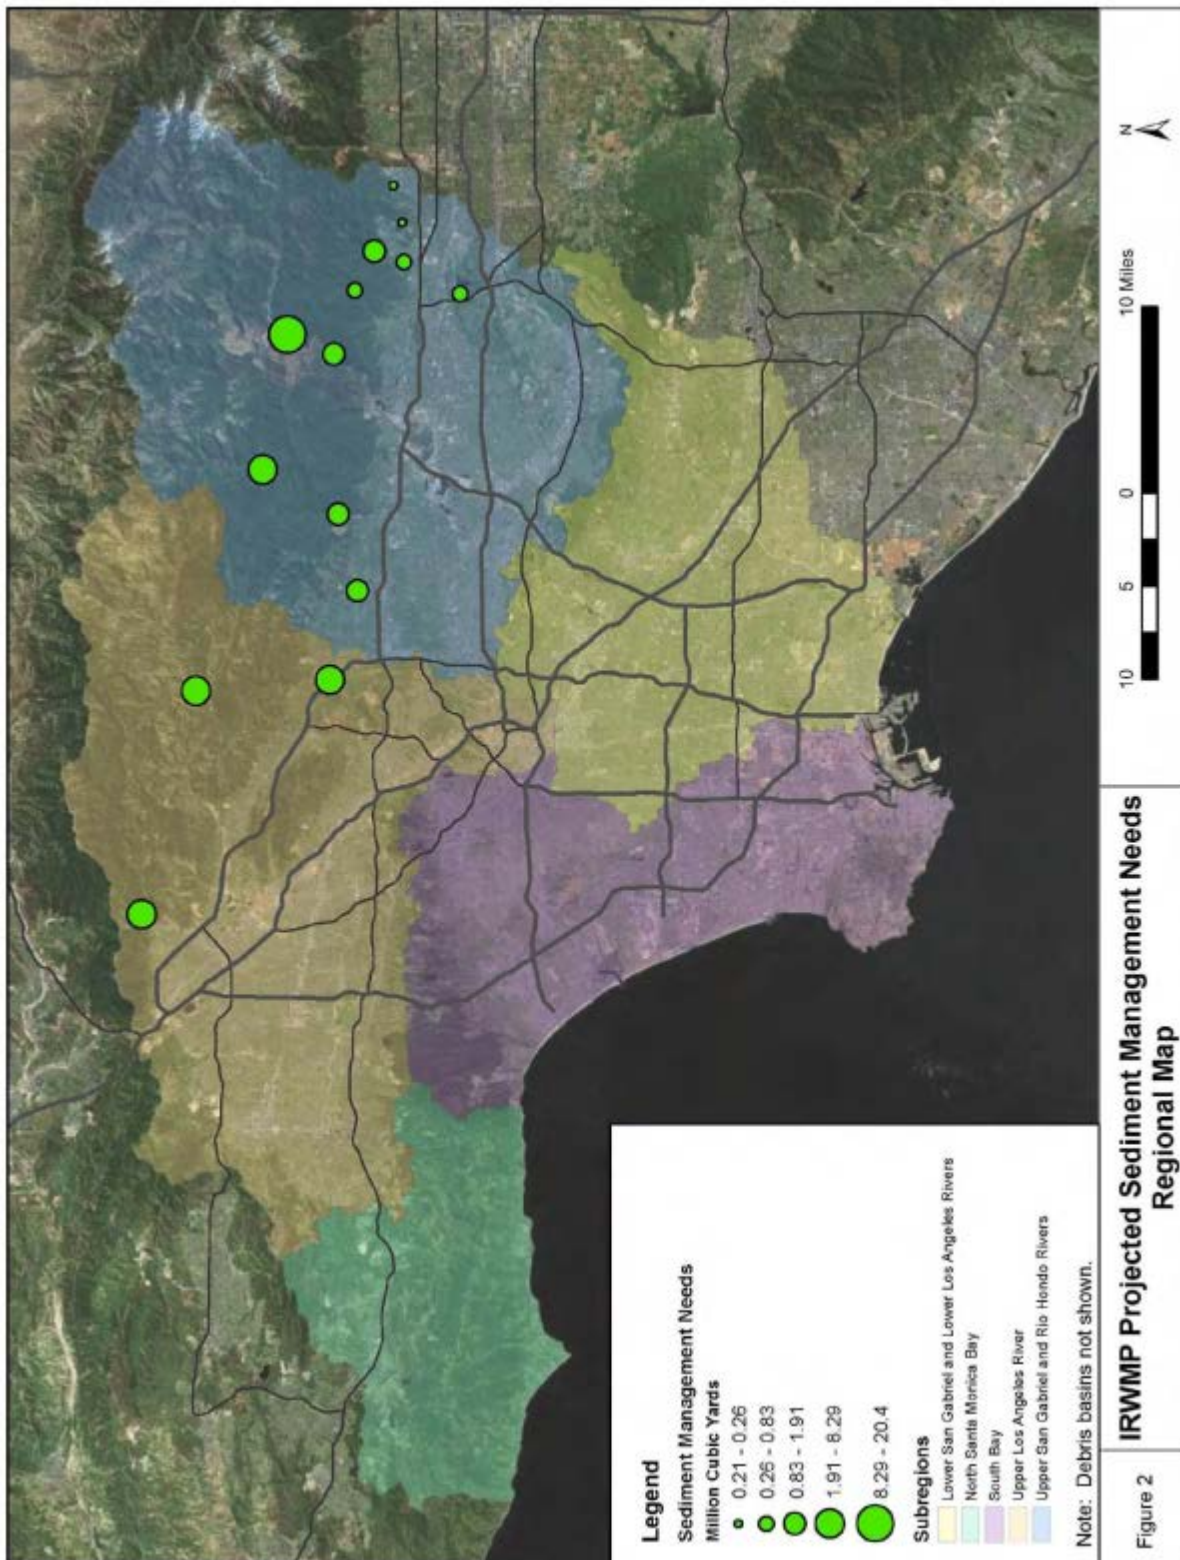 Legend
Sediment Management Needs
Million Cubic Yards
0.21 - 0.26
0.26 - 0.83
0.83 - 1.91
1.91 - 8.29
8.29 - 20.4
Subregions
Lower San Gabriel and Lower Los Angeles Rivers
North Santa Monica Bay
South Bay
Upper Los Angeles River
Upper San Gabriel and Rio Hondo Rivers
Note: Debris basins not shown.
Figure 2
IRWMP Projected Sediment Management Needs
Regional Map
10 5 0 10 Miles
N